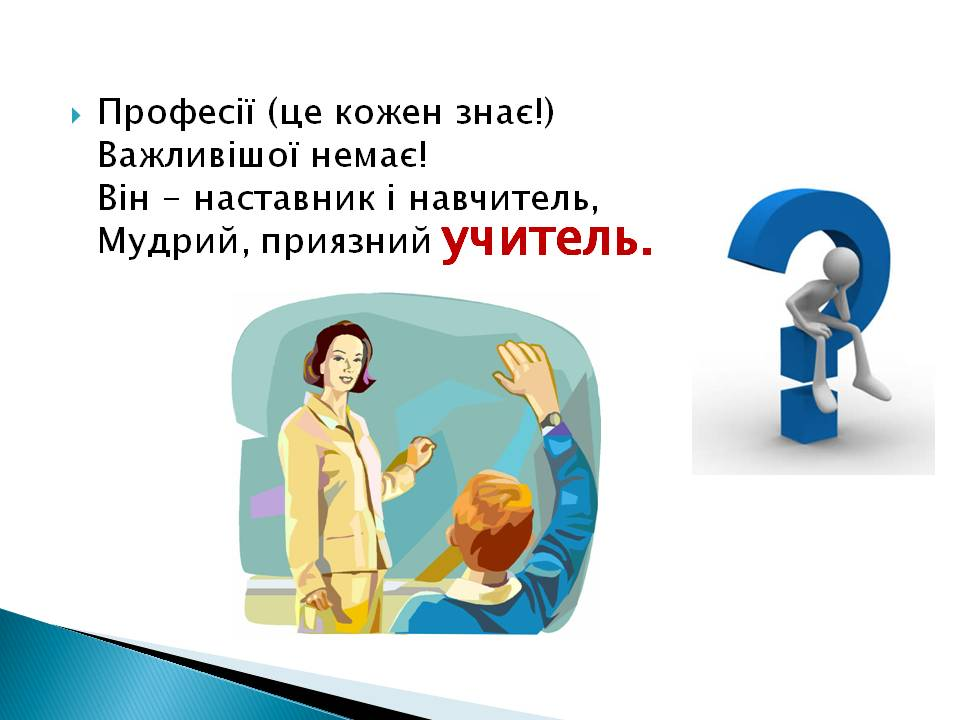 Професії (це кожен знає!)
Важливішої немає!
Він – наставник і навчитель,
Мудрий, приязний учитель.